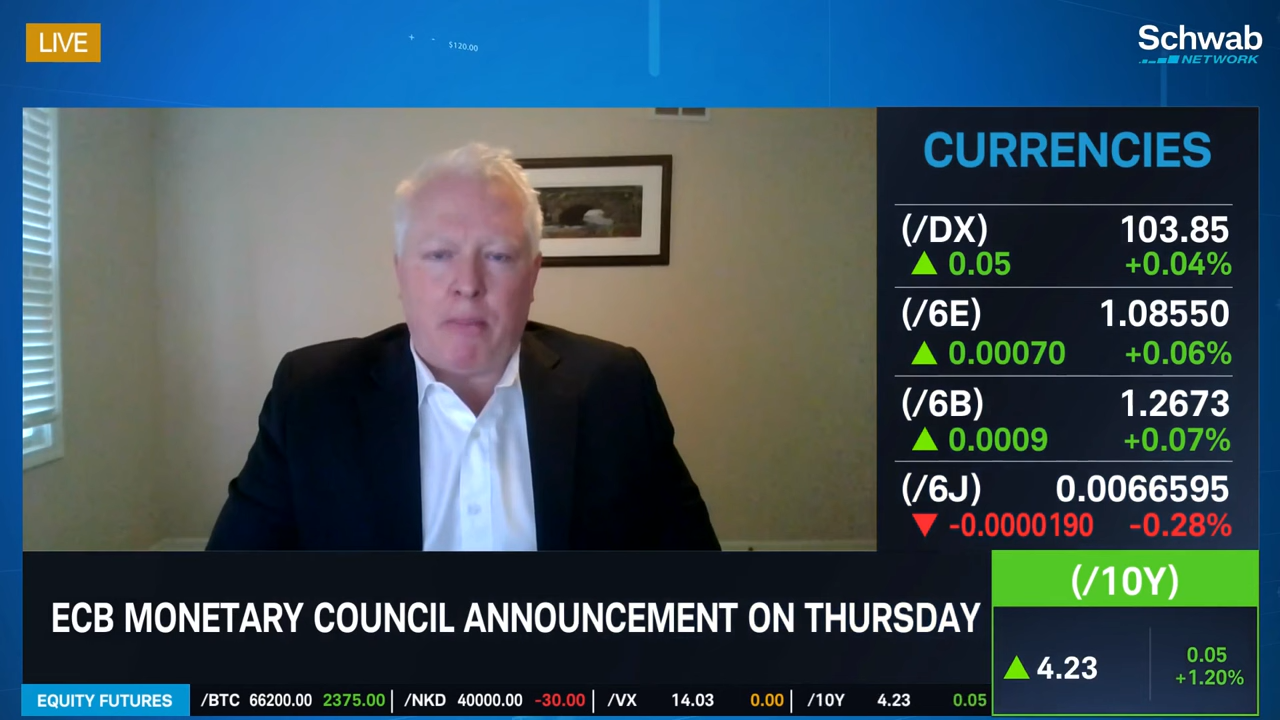 LIVE
+ - $120.00
Schwab
NETWORK
CURRENCIES
(/DX) 103.85
▲ 0.05 +0.04%
(/6E) 1.08550
▲ 0.00070 +0.06%
(/6B) 1.2673
▲ 0.0009 +0.07%
(/6J) 0.0066595
▼ -0.0000190 -0.28%
ECB MONETARY COUNCIL ANNOUNCEMENT ON THURSDAY
(/10Y)
▲ 4.23 0.05
+1.20%
EQUITY FUTURES /BTC 66200.00 2375.00 | /NKD 40000.00 -30.00 | /VX 14.03 0.00 | /10Y 4.23 0.05